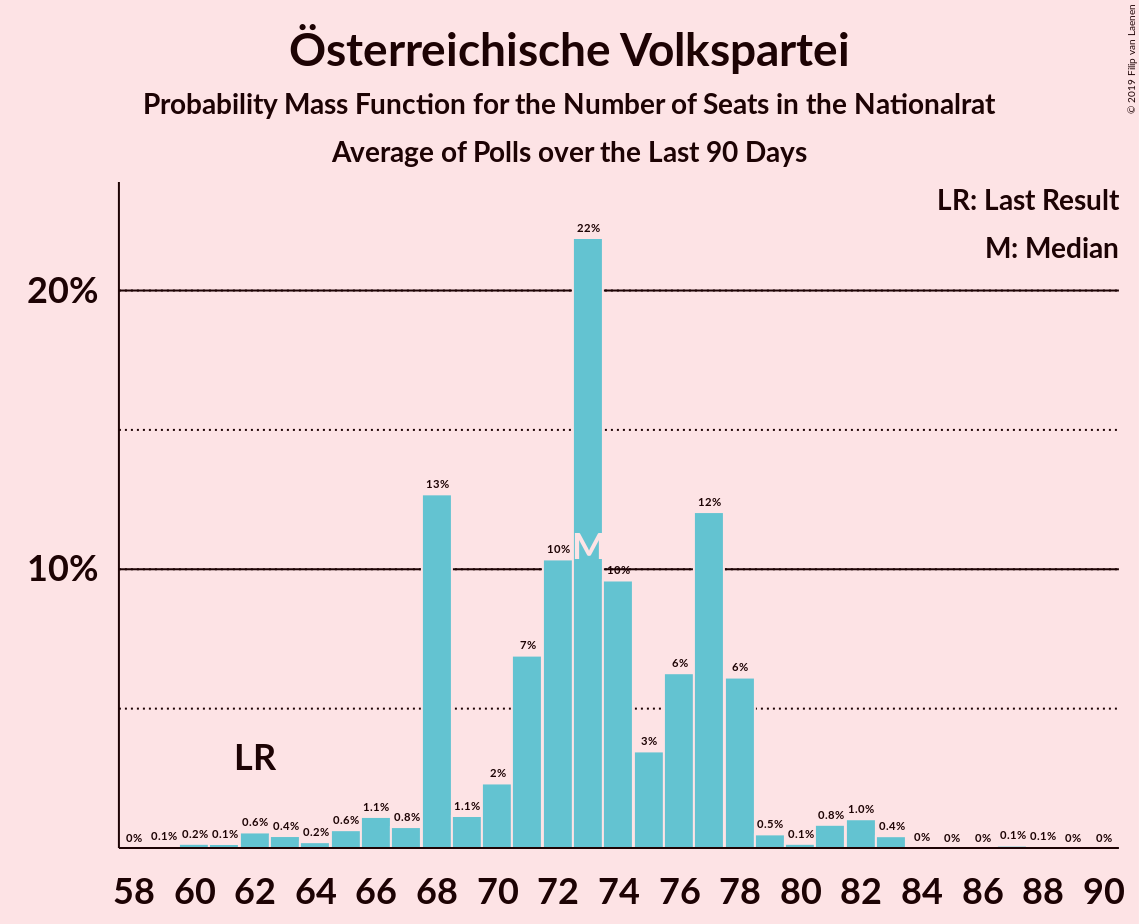 Österreichische Volkspartei
Probability Mass Function for the Number of Seats in the Nationalrat
Average of Polls over the Last 90 Days
© 2019 Filip van Laenen
LR: Last Result
M: Median
20%
10%
0% 0.1% 0.2% 0.1% 0.6% 0.4% 0.2% 0.6% 1.1% 0.8% 13% 1.1% 2% 7% 10% 22% 10% 3% 6% 12% 6% 0.5% 0.1% 0.8% 1.0% 0.4% 0% 0% 0% 0.1% 0.1% 0% 0%
M
LR
58 60 62 64 66 68 70 72 74 76 78 80 82 84 86 88 90